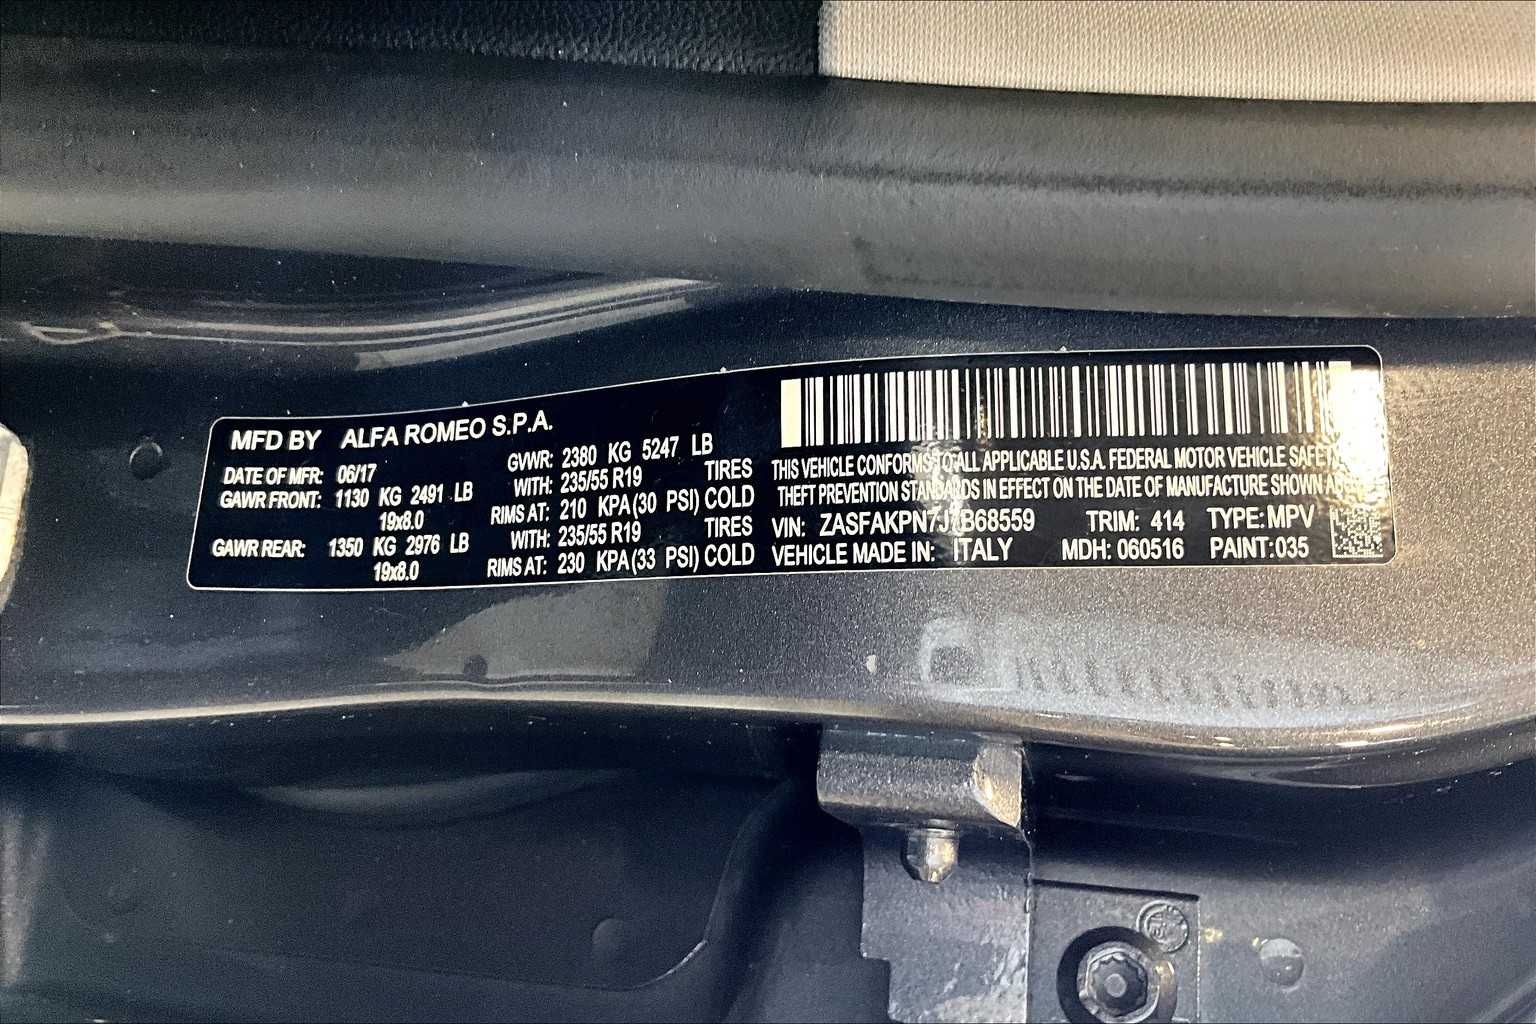 MFD BY ALFA ROMEO S.P.A.
DATE OF MFR: 06/17
GAWR FRONT: 1130 KG 2491 LB
19x8.0
GAWR REAR: 1350 KG 2976 LB
19x8.0
GVWR: 2380 KG 5247 LB
WITH: 235/55 R19 TIRES
RIMS AT: 210 KPA(30 PSI) COLD
WITH: 235/55 R19 TIRES
RIMS AT: 230 KPA(33 PSI) COLD
THIS VEHICLE CONFORMS TO ALL APPLICABLE U.S.A. FEDERAL MOTOR VEHICLE
THEFT PREVENTION STANDARDS IN EFFECT ON THE DATE OF MANUFACTURE SHOWN
VIN: ZASFAKPN7J7B68559 TRIM: 414 TYPE: MPV
VEHICLE MADE IN: ITALY MDH: 060516 PAINT: 035